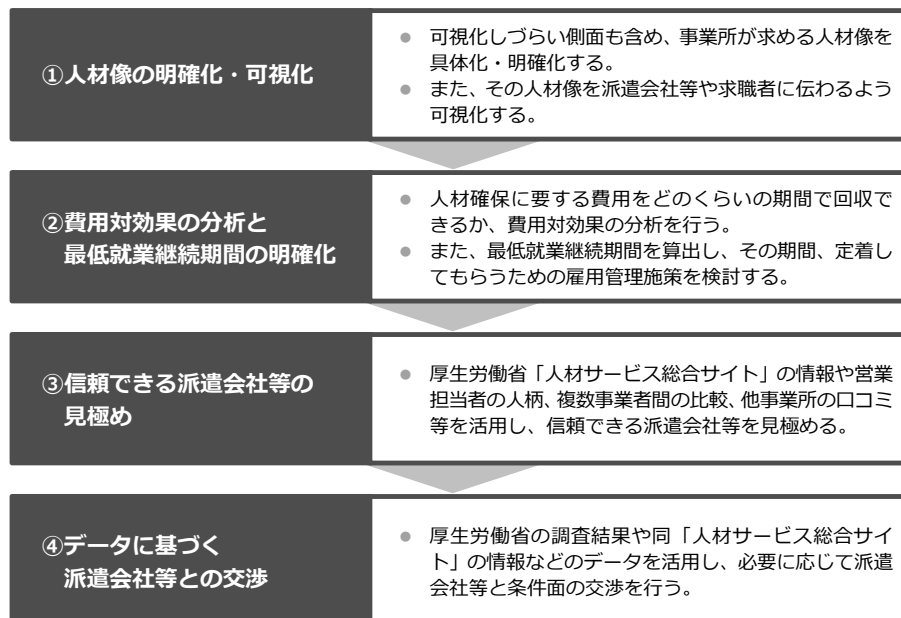 ①人材像の明確化・可視化
● 可視化しづらい側面も含め、事業所が求める人材像を
具体化・明確化する。
● また、その人材像を派遣会社等や求職者に伝わるよう
可視化する。
②費用対効果の分析と
最低就業継続期間の明確化
● 人材確保に要する費用をどのくらいの期間で回収で
きるか、費用対効果の分析を行う。
● また、最低就業継続期間を算出し、その期間、定着し
てもらうための雇用管理施策を検討する。
③信頼できる派遣会社等の
見極め
● 厚生労働省「人材サービス総合サイト」の情報や営業
担当者の人柄、複数事業者間の比較、他事業所の口コミ
等を活用し、信頼できる派遣会社等を見極める。
④データに基づく
派遣会社等との交渉
● 厚生労働省の調査結果や同「人材サービス総合サイ
ト」の情報などのデータを活用し、必要に応じて派遣
会社等と条件面の交渉を行う。